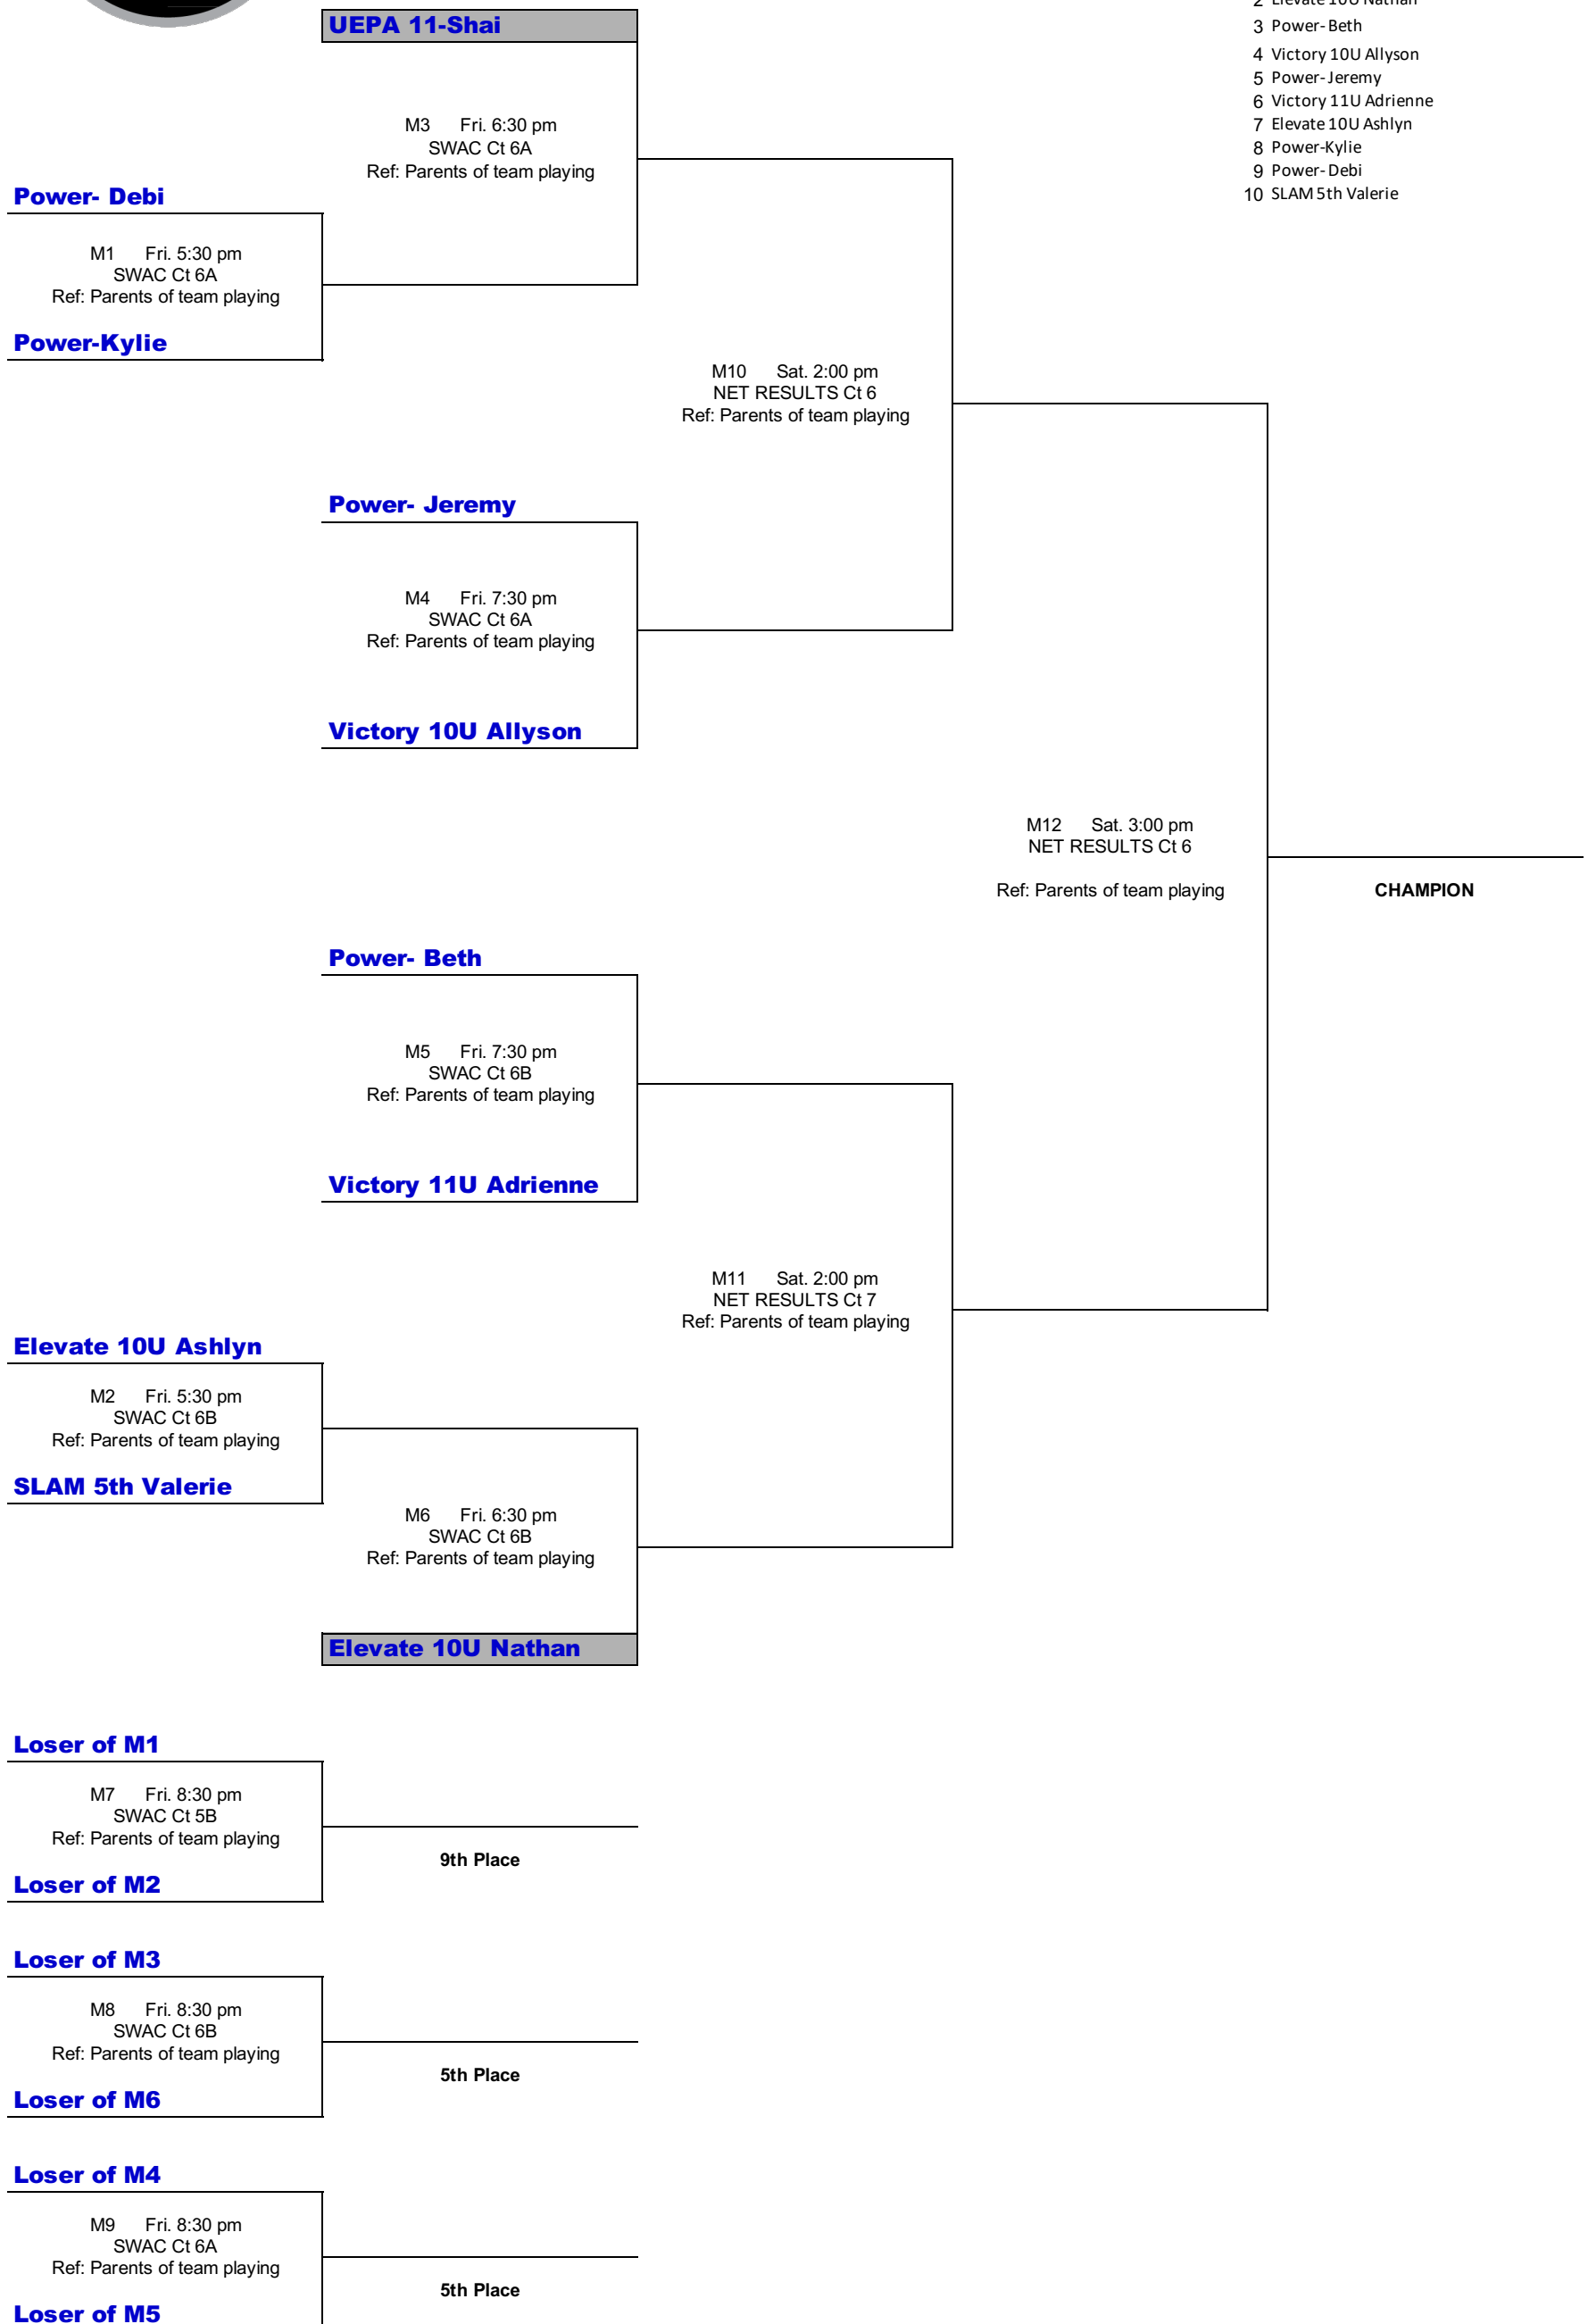 2 Elevate 10U Nathan
UEPA 11-Shai
3 Power- Beth
4 Victory 10U Allyson
5 Power- Jeremy
6 Victory 11U Adrienne
7 Elevate 10U Ashlyn
8 Power-Kylie
9 Power- Debi
10 SLAM 5th Valerie
M3 Fri. 6:30 pm
SWAC Ct 6A
Ref: Parents of team playing
Power- Debi
M1 Fri. 5:30 pm
SWAC Ct 6A
Ref: Parents of team playing
Power-Kylie
M10 Sat. 2:00 pm
NET RESULTS Ct 6
Ref: Parents of team playing
Power- Jeremy
M4 Fri. 7:30 pm
SWAC Ct 6A
Ref: Parents of team playing
Victory 10U Allyson
M12 Sat. 3:00 pm
NET RESULTS Ct 6
Ref: Parents of team playing
CHAMPION
Power- Beth
M5 Fri. 7:30 pm
SWAC Ct 6B
Ref: Parents of team playing
Victory 11U Adrienne
M11 Sat. 2:00 pm
NET RESULTS Ct 7
Ref: Parents of team playing
Elevate 10U Ashlyn
M2 Fri. 5:30 pm
SWAC Ct 6B
Ref: Parents of team playing
SLAM 5th Valerie
M6 Fri. 6:30 pm
SWAC Ct 6B
Ref: Parents of team playing
Elevate 10U Nathan
Loser of M1
M7 Fri. 8:30 pm
SWAC Ct 5B
Ref: Parents of team playing
9th Place
Loser of M2
Loser of M3
M8 Fri. 8:30 pm
SWAC Ct 6B
Ref: Parents of team playing
5th Place
Loser of M6
Loser of M4
M9 Fri. 8:30 pm
SWAC Ct 6A
Ref: Parents of team playing
5th Place
Loser of M5